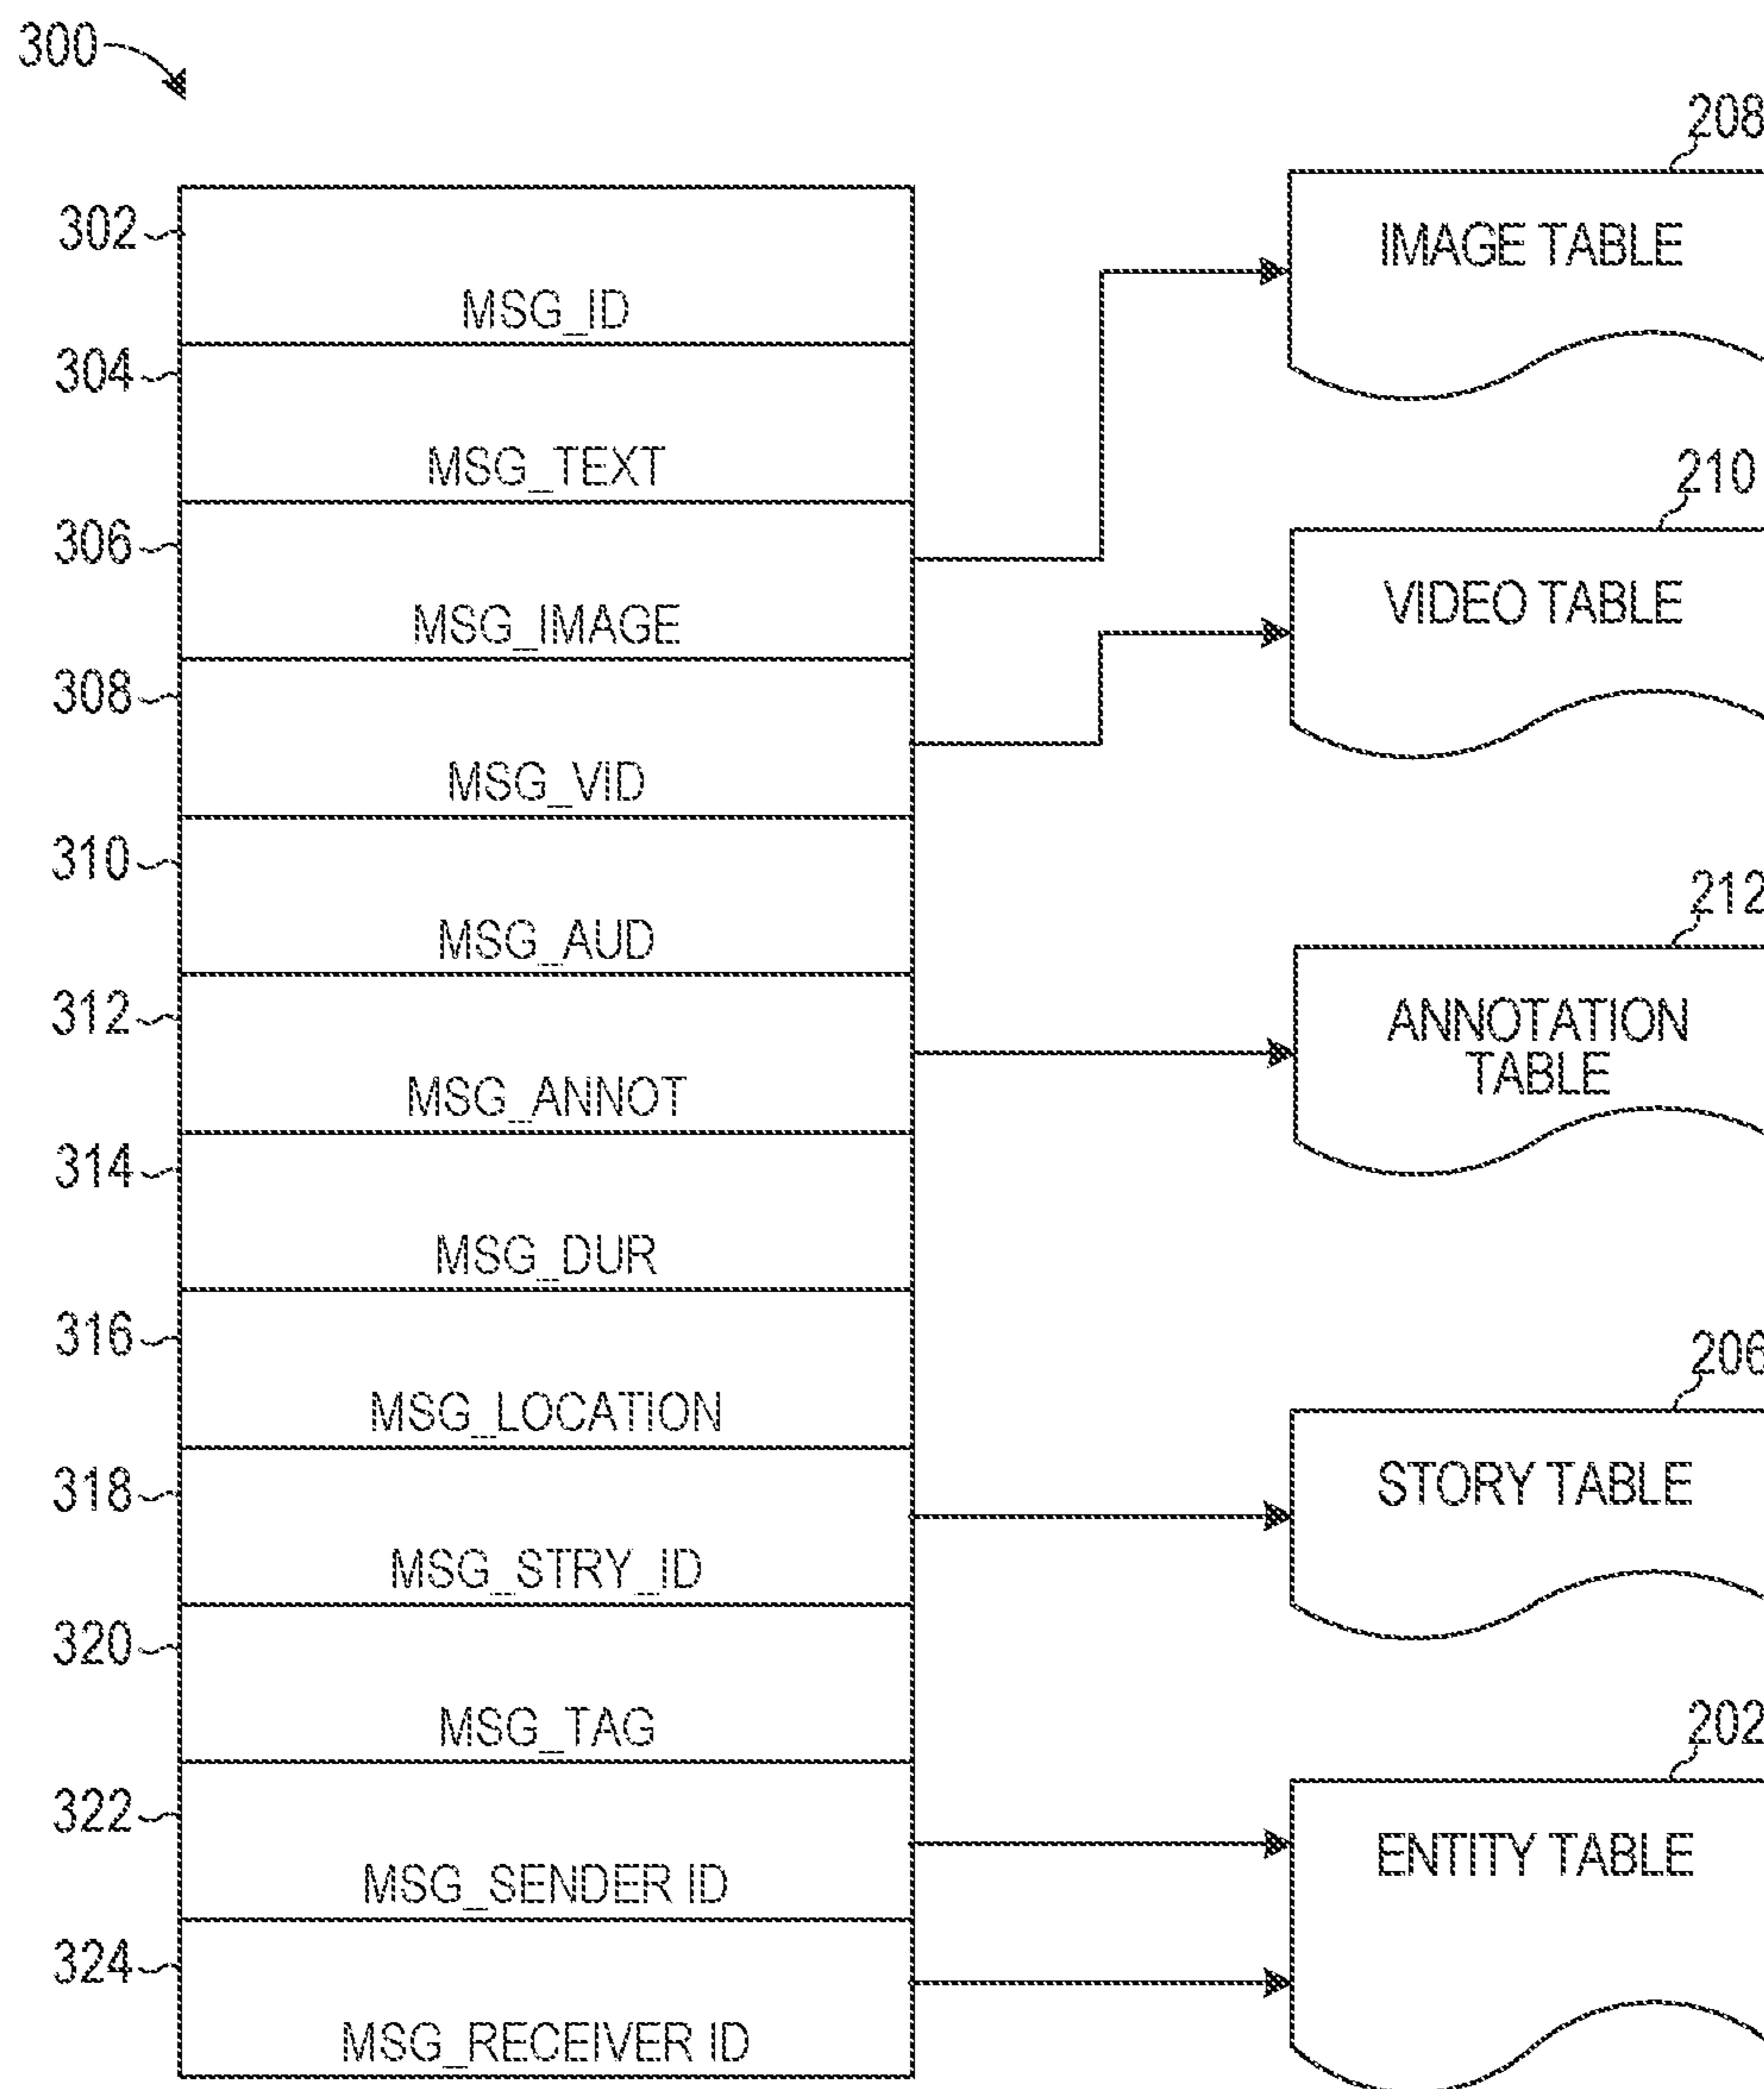 300
302
MSG_ID
304
MSG_TEXT
306
MSG_IMAGE
308
MSG_VID
310
MSG_AUD
312
MSG_ANNOT
314
MSG_DUR
316
MSG_LOCATION
318
MSG_STRY_ID
320
MSG_TAG
322
MSG_SENDER ID
324
MSG_RECEIVER ID
208
IMAGE TABLE
210
VIDEO TABLE
212
ANNOTATION
TABLE
206
STORY TABLE
202
ENTITY TABLE